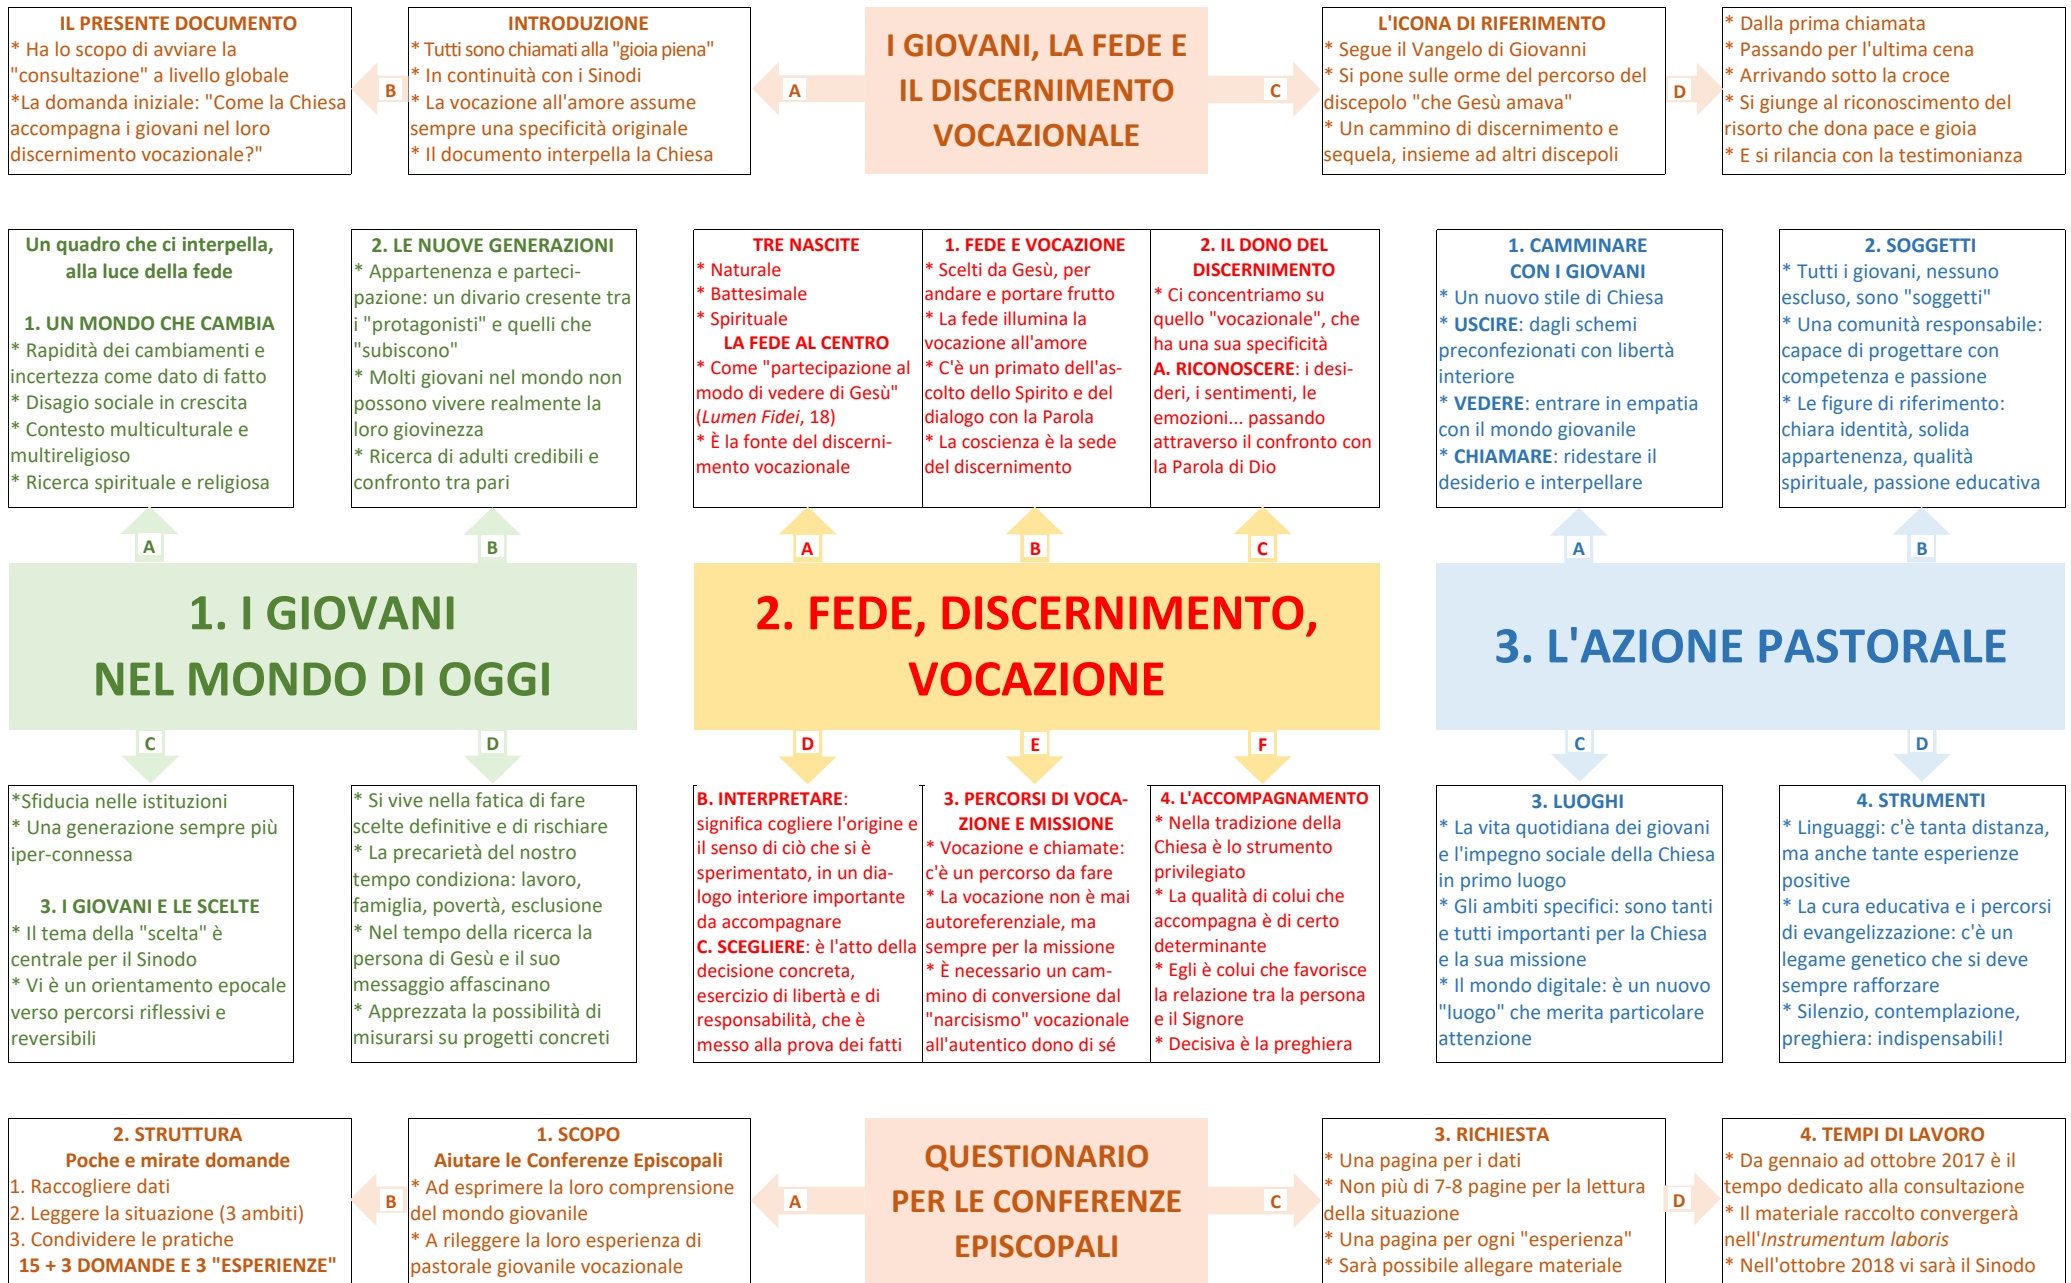 IL PRESENTE DOCUMENTO
* Ha lo scopo di avviare la
"consultazione" a livello globale
*La domanda iniziale: "Come la Chiesa
accompagna i giovani nel loro
discernimento vocazionale?"
B
INTRODUZIONE
* Tutti sono chiamati alla "gioia piena"
* In continuità con i Sinodi
* La vocazione all'amore assume
sempre una specificità originale
* Il documento interpella la Chiesa
A
I GIOVANI, LA FEDE E
IL DISCERNIMENTO
VOCAZIONALE
C
L'ICONA DI RIFERIMENTO
* Segue il Vangelo di Giovanni
* Si pone sulle orme del percorso del
discepolo "che Gesù amava"
* Un cammino di discernimento e
sequela, insieme ad altri discepoli
D
* Dalla prima chiamata
* Passando per l'ultima cena
* Arrivando sotto la croce
* Si giunge al riconoscimento del
risorto che dona pace e gioia
* E si rilancia con la testimonianza
Un quadro che ci interpella,
alla luce della fede
1. UN MONDO CHE CAMBIA
* Rapidità dei cambiamenti e
incertezza come dato di fatto
* Disagio sociale in crescita
* Contesto multiculturale e
multireligioso
* Ricerca spirituale e religiosa
A
2. LE NUOVE GENERAZIONI
* Appartenenza e parteci-
pazione: un divario cresente tra
i "protagonisti" e quelli che
"subiscono"
* Molti giovani nel mondo non
possono vivere realmente la
loro giovinezza
* Ricerca di adulti credibili e
confronto tra pari
B
1. I GIOVANI
NEL MONDO DI OGGI
C
*Sfiducia nelle istituzioni
* Una generazione sempre più
iper-connessa
3. I GIOVANI E LE SCELTE
* Il tema della "scelta" è
centrale per il Sinodo
* Vi è un orientamento epocale
verso percorsi riflessivi e
reversibili
D
* Si vive nella fatica di fare
scelte definitive e di rischiare
* La precarietà del nostro
tempo condiziona: lavoro,
famiglia, povertà, esclusione
* Nel tempo della ricerca la
persona di Gesù e il suo
messaggio affascinano
* Apprezzata la possibilità di
misurarsi su progetti concreti
TRE NASCITE
* Naturale
* Battesimale
* Spirituale
LA FEDE AL CENTRO
* Come "partecipazione al
modo di vedere di Gesù"
(Lumen Fidei, 18)
* È la fonte del discerni-
mento vocazionale
A
1. FEDE E VOCAZIONE
* Scelti da Gesù, per
andare e portare frutto
* La fede illumina la
vocazione all'amore
* C'è un primato dell'as-
colto dello Spirito e del
dialogo con la Parola
* La coscienza è la sede
del discernimento
B
2. IL DONO DEL
DISCERNIMENTO
* Ci concentriamo su
quello "vocazionale", che
ha una sua specificità
A. RICONOSCERE: i desi-
deri, i sentimenti, le
emozioni... passando
attraverso il confronto con
la Parola di Dio
C
2. FEDE, DISCERNIMENTO,
VOCAZIONE
D
B. INTERPRETARE:
significa cogliere l'origine e
il senso di ciò che si è
sperimentato, in un dia-
logo interiore importante
da accompagnare
C. SCEGLIERE: è l'atto della
decisione concreta,
esercizio di libertà e di
responsabilità, che è
messo alla prova dei fatti
E
3. PERCORSI DI VOCA-
ZIONE E MISSIONE
* Vocazione e chiamate:
c'è un percorso da fare
* La vocazione non è mai
autoreferenziale, ma
sempre per la missione
* È necessario un cam-
mino di conversione dal
"narcisismo" vocazionale
all'autentico dono di sé
F
4. L'ACCOMPAGNAMENTO
* Nella tradizione della
Chiesa è lo strumento
privilegiato
* La qualità di colui che
accompagna è di certo
determinante
* Egli è colui che favorisce
la relazione tra la persona
e il Signore
* Decisiva è la preghiera
1. CAMMINARE
CON I GIOVANI
* Un nuovo stile di Chiesa
* USCIRE: dagli schemi
preconfezionati con libertà
interiore
* VEDERE: entrare in empatia
con il mondo giovanile
* CHIAMARE: ridestare il
desiderio e interpellare
A
2. SOGGETTI
* Tutti i giovani, nessuno
escluso, sono "soggetti"
* Una comunità responsabile:
capace di progettare con
competenza e passione
* Le figure di riferimento:
chiara identità, solida
appartenenza, qualità
spirituale, passione educativa
B
3. L'AZIONE PASTORALE
C
3. LUOGHI
* La vita quotidiana dei giovani
e l'impegno sociale della Chiesa
in primo luogo
* Gli ambiti specifici: sono tanti
e tutti importanti per la Chiesa
e la sua missione
* Il mondo digitale: è un nuovo
"luogo" che merita particolare
attenzione
D
4. STRUMENTI
* Linguaggi: c'è tanta distanza,
ma anche tante esperienze
positive
* La cura educativa e i percorsi
di evangelizzazione: c'è un
legame genetico che si deve
sempre rafforzare
* Silenzio, contemplazione,
preghiera: indispensabili!
2. STRUTTURA
Poche e mirate domande
1. Raccogliere dati
2. Leggere la situazione (3 ambiti)
3. Condividere le pratiche
15 + 3 DOMANDE E 3 "ESPERIENZE"
B
1. SCOPO
Aiutare le Conferenze Episcopali
* Ad esprimere la loro comprensione
del mondo giovanile
* A rileggere la loro esperienza di
pastorale giovanile vocazionale
A
QUESTIONARIO
PER LE CONFERENZE
EPISCOPALI
C
3. RICHIESTA
* Una pagina per i dati
* Non più di 7-8 pagine per la lettura
della situazione
* Una pagina per ogni "esperienza"
* Sarà possibile allegare materiale
D
4. TEMPI DI LAVORO
* Da gennaio ad ottobre 2017 è il
tempo dedicato alla consultazione
* Il materiale raccolto convergerà
nell'Instrumentum laboris
* Nell'ottobre 2018 vi sarà il Sinodo